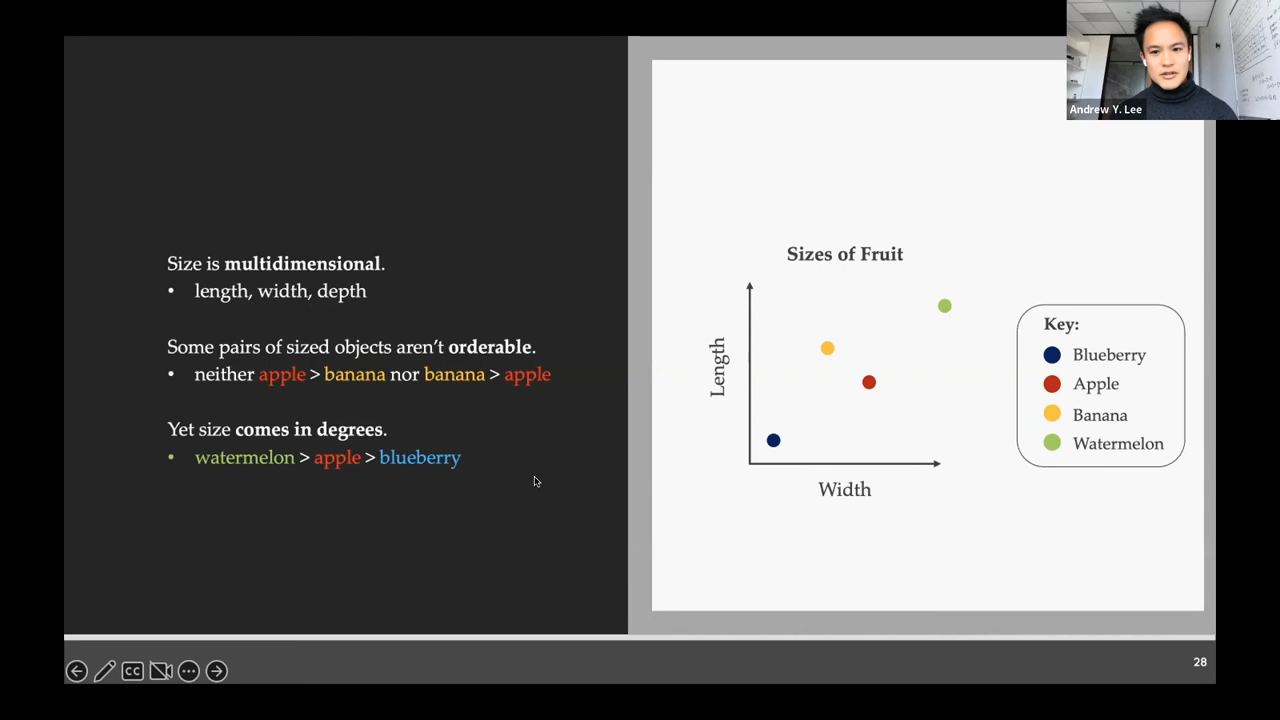 Andrew Y. Lee
Size is multidimensional.
• length, width, depth
Some pairs of sized objects aren't orderable.
• neither apple > banana nor banana > apple
Yet size comes in degrees.
• watermelon > apple > blueberry
Sizes of Fruit
Length
Width
Key:
Blueberry
Apple
Banana
Watermelon
CC
28